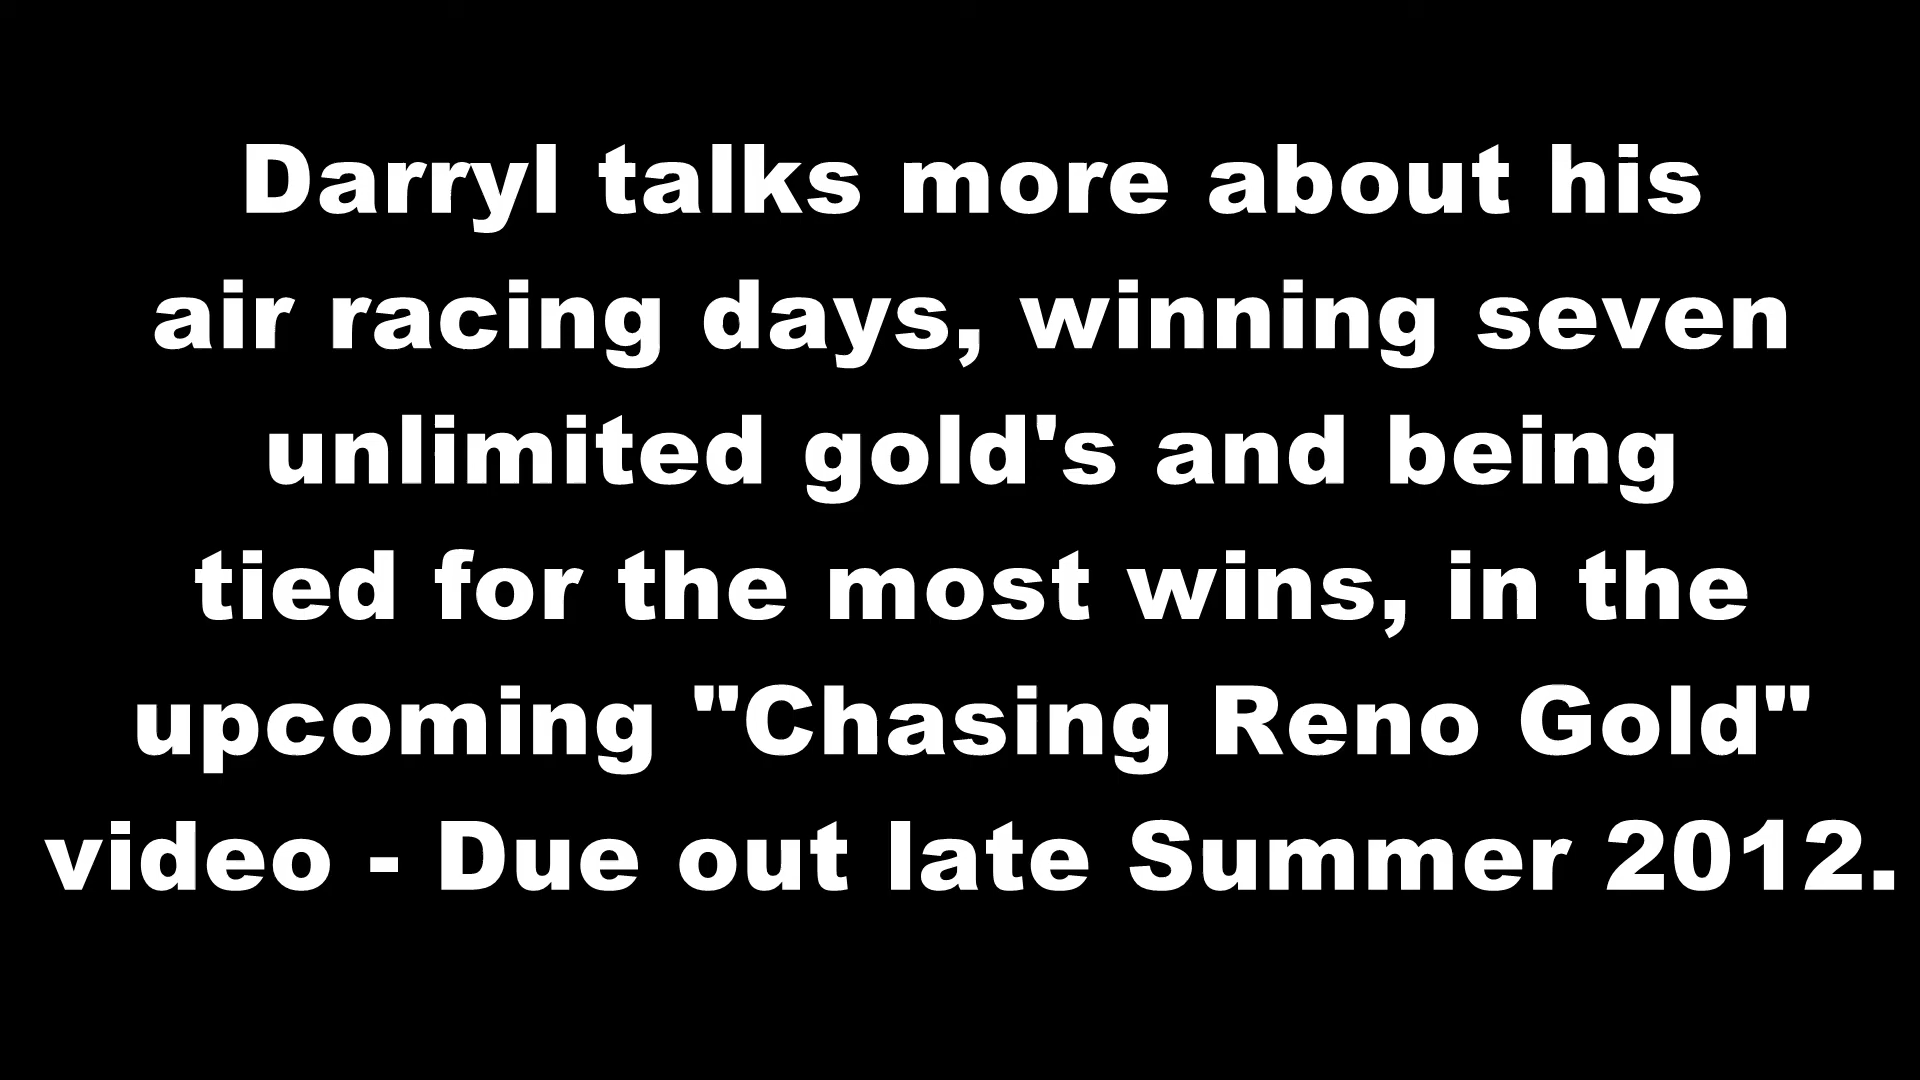 Darryl talks more about his
air racing days, winning seven
unlimited gold's and being
tied for the most wins, in the
upcoming "Chasing Reno Gold"
video - Due out late Summer 2012.